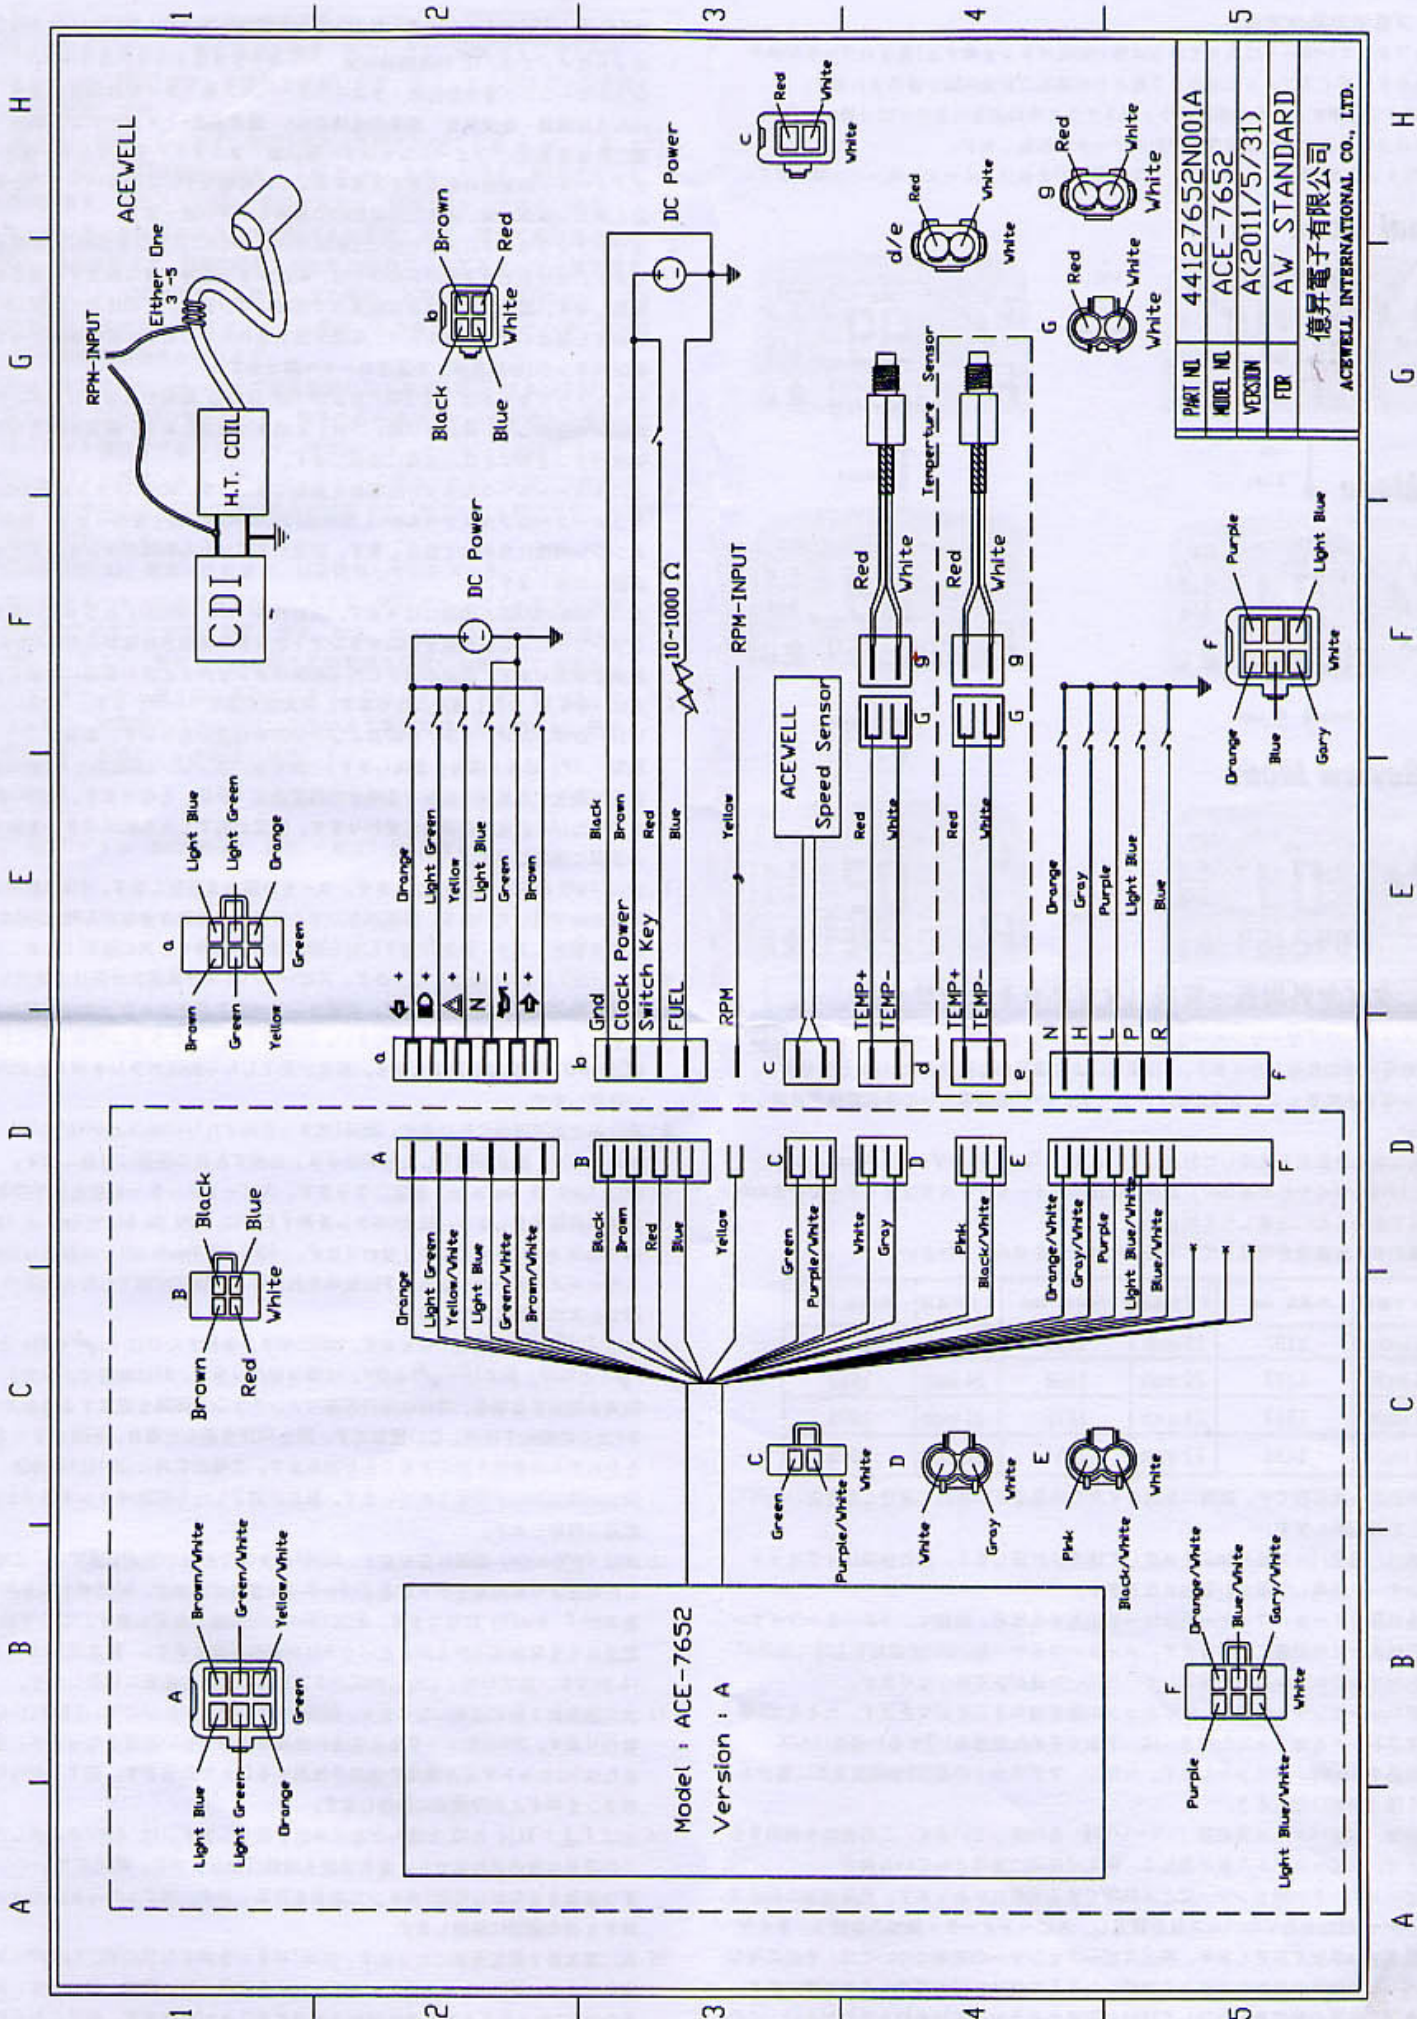 A B C D E F G H
1
2
3
4
5
A
Light Blue
Light Green
Orange
Brown/White
Green/White
Yellow/White
Green
B
Brown
Red
Black
Blue
White
a
Brown
Green
Yellow
Light Blue
Light Green
Orange
Green
CDI
H.T. COIL
RPM-INPUT
Either One
3-5
ACEWELL
b
Black
Blue
Brown
Red
White
Model : ACE-7652
Version : A
A
Orange
Light Green
Yellow/White
Light Blue
Green/White
Brown/White
a
+ Orange
+ Light Green
+ Yellow
N - Light Blue
- Green
+ Brown
DC Power
B
Black
Brown
Red
Blue
b
Gnd Black
Clock Power Brown
Switch Key Red
FUEL Blue
10~1000 Ω
DC Power
Yellow
RPM
Yellow
RPM-INPUT
C
Green
Purple/White
c
ACEWELL
Speed Sensor
D
White
Gray
d
TEMP+ Red
TEMP- White
G
g
Red
White
Temperture Sensor
E
Pink
Black/White
e
TEMP+ Red
TEMP- White
G
g
Red
White
F
Orange/White
Gray/White
Purple
Light Blue/White
Blue/White
f
N Orange
H Gray
L Purple
P Light Blue
R Blue
C
Green
Purple/White
White
D
White
Gray
White
E
Pink
Black/White
White
F
Purple
Light Blue/White
Orange/White
Blue/White
Gary/White
White
f
Orange
Blue
Gary
Purple
Light Blue
White
c
Red
White
White
d/e
Red
White
White
G
Red
White
White
g
Red
White
White
PART NO. 44127652N001A
MODEL NO. ACE-7652
VERSION A(2011/5/31)
FOR AW STANDARD
億昇電子有限公司
ACEWELL INTERNATIONAL CO., LTD.
A B C D E F G H